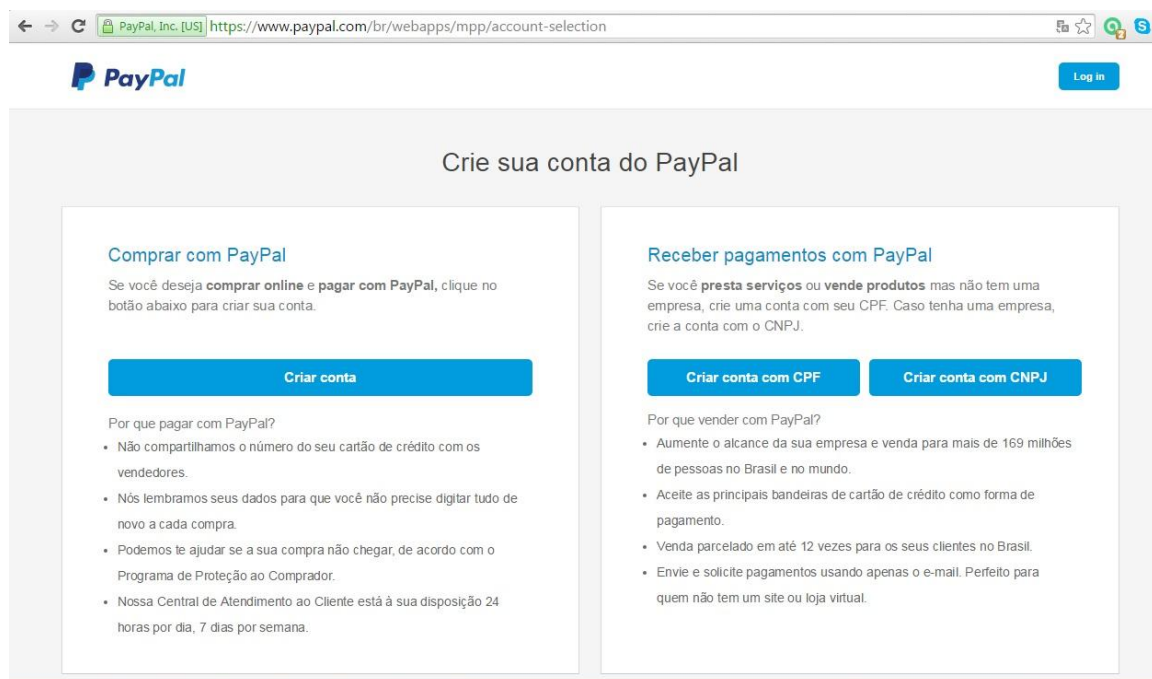 PayPal, Inc. [US] https://www.paypal.com/br/webapps/mpp/account-selection
2
S
PayPal
Log in
Crie sua conta do PayPal
Comprar com PayPal
Se você deseja comprar online e pagar com PayPal, clique no
botão abaixo para criar sua conta.
Criar conta
Por que pagar com PayPal?
• Não compartilhamos o número do seu cartão de crédito com os
vendedores.
• Nós lembramos seus dados para que você não precise digitar tudo de
novo a cada compra.
• Podemos te ajudar se a sua compra não chegar, de acordo com o
Programa de Proteção ao Comprador.
• Nossa Central de Atendimento ao Cliente está à sua disposição 24
horas por dia, 7 dias por semana.
Receber pagamentos com PayPal
Se você presta serviços ou vende produtos mas não tem uma
empresa, crie uma conta com seu CPF. Caso tenha uma empresa,
crie a conta com o CNPJ.
Criar conta com CPF
Criar conta com CNPJ
Por que vender com PayPal?
• Aumente o alcance da sua empresa e venda para mais de 169 milhões
de pessoas no Brasil e no mundo.
• Aceite as principais bandeiras de cartão de crédito como forma de
pagamento.
• Venda parcelado em até 12 vezes para os seus clientes no Brasil.
• Envie e solicite pagamentos usando apenas o e-mail. Perfeito para
quem não tem um site ou loja virtual.